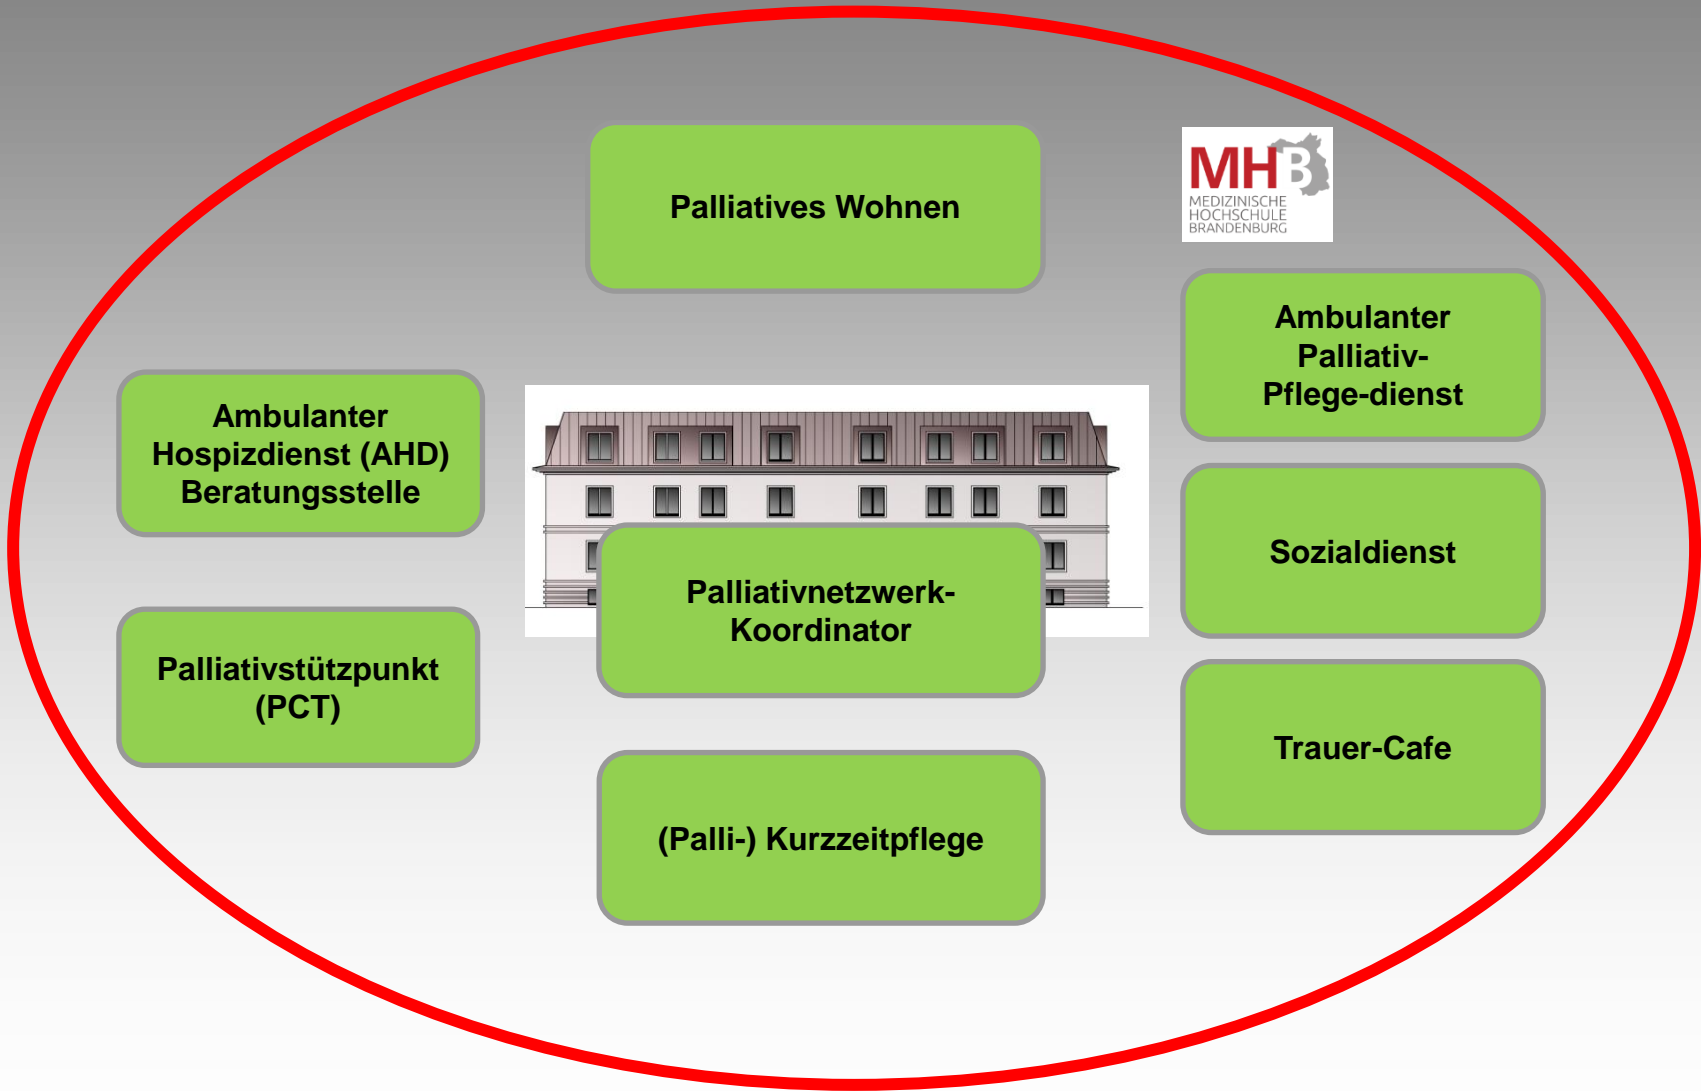 Palliatives Wohnen
MHB
MEDIZINISCHE
HOCHSCHULE
BRANDENBURG
Ambulanter
Palliativ-
Pflege-dienst
Ambulanter
Hospizdienst (AHD)
Beratungsstelle
Sozialdienst
Palliativnetzwerk-
Koordinator
Palliativstützpunkt
(PCT)
Trauer-Cafe
(Palli-) Kurzzeitpflege